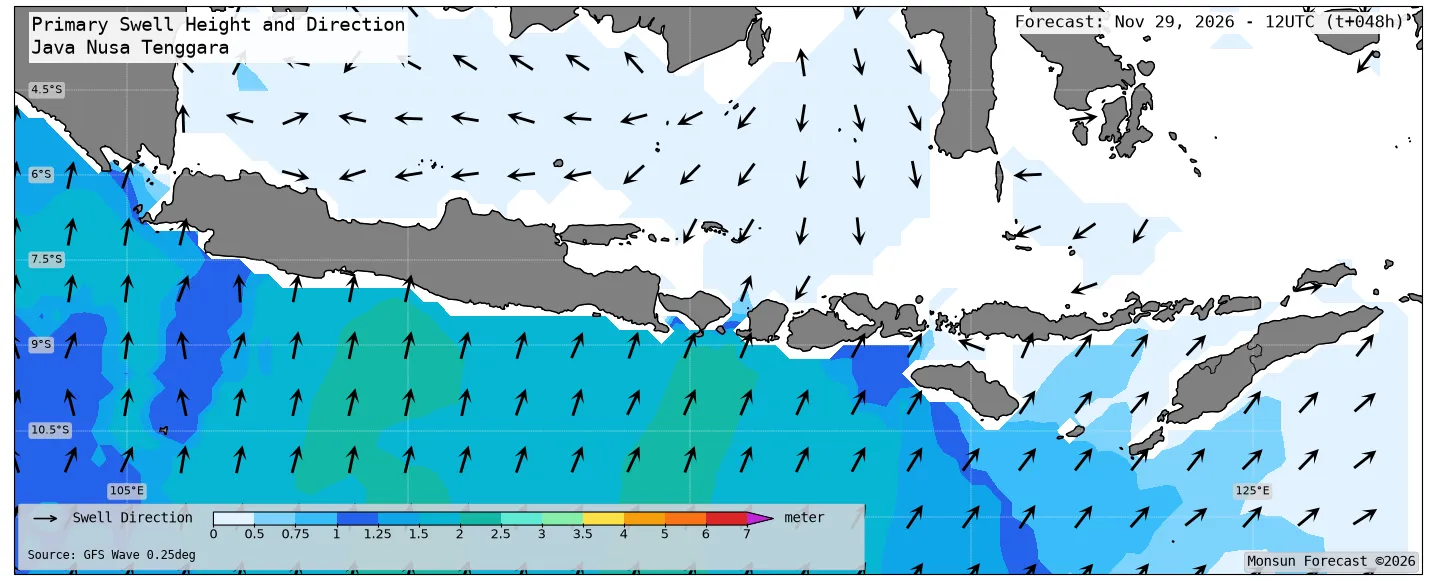 Primary Swell Height and Direction
Java Nusa Tenggara
Forecast: Nov 29, 2026 - 12UTC (t+048h)
4.5°S
6°S
7.5°S
9°S
10.5°S
105°E
125°E
Swell Direction
0 0.5 0.75 1 1.25 1.5 2 2.5 3 3.5 4 5 6 7
meter
Source: GFS Wave 0.25deg
Monsun Forecast ©2026